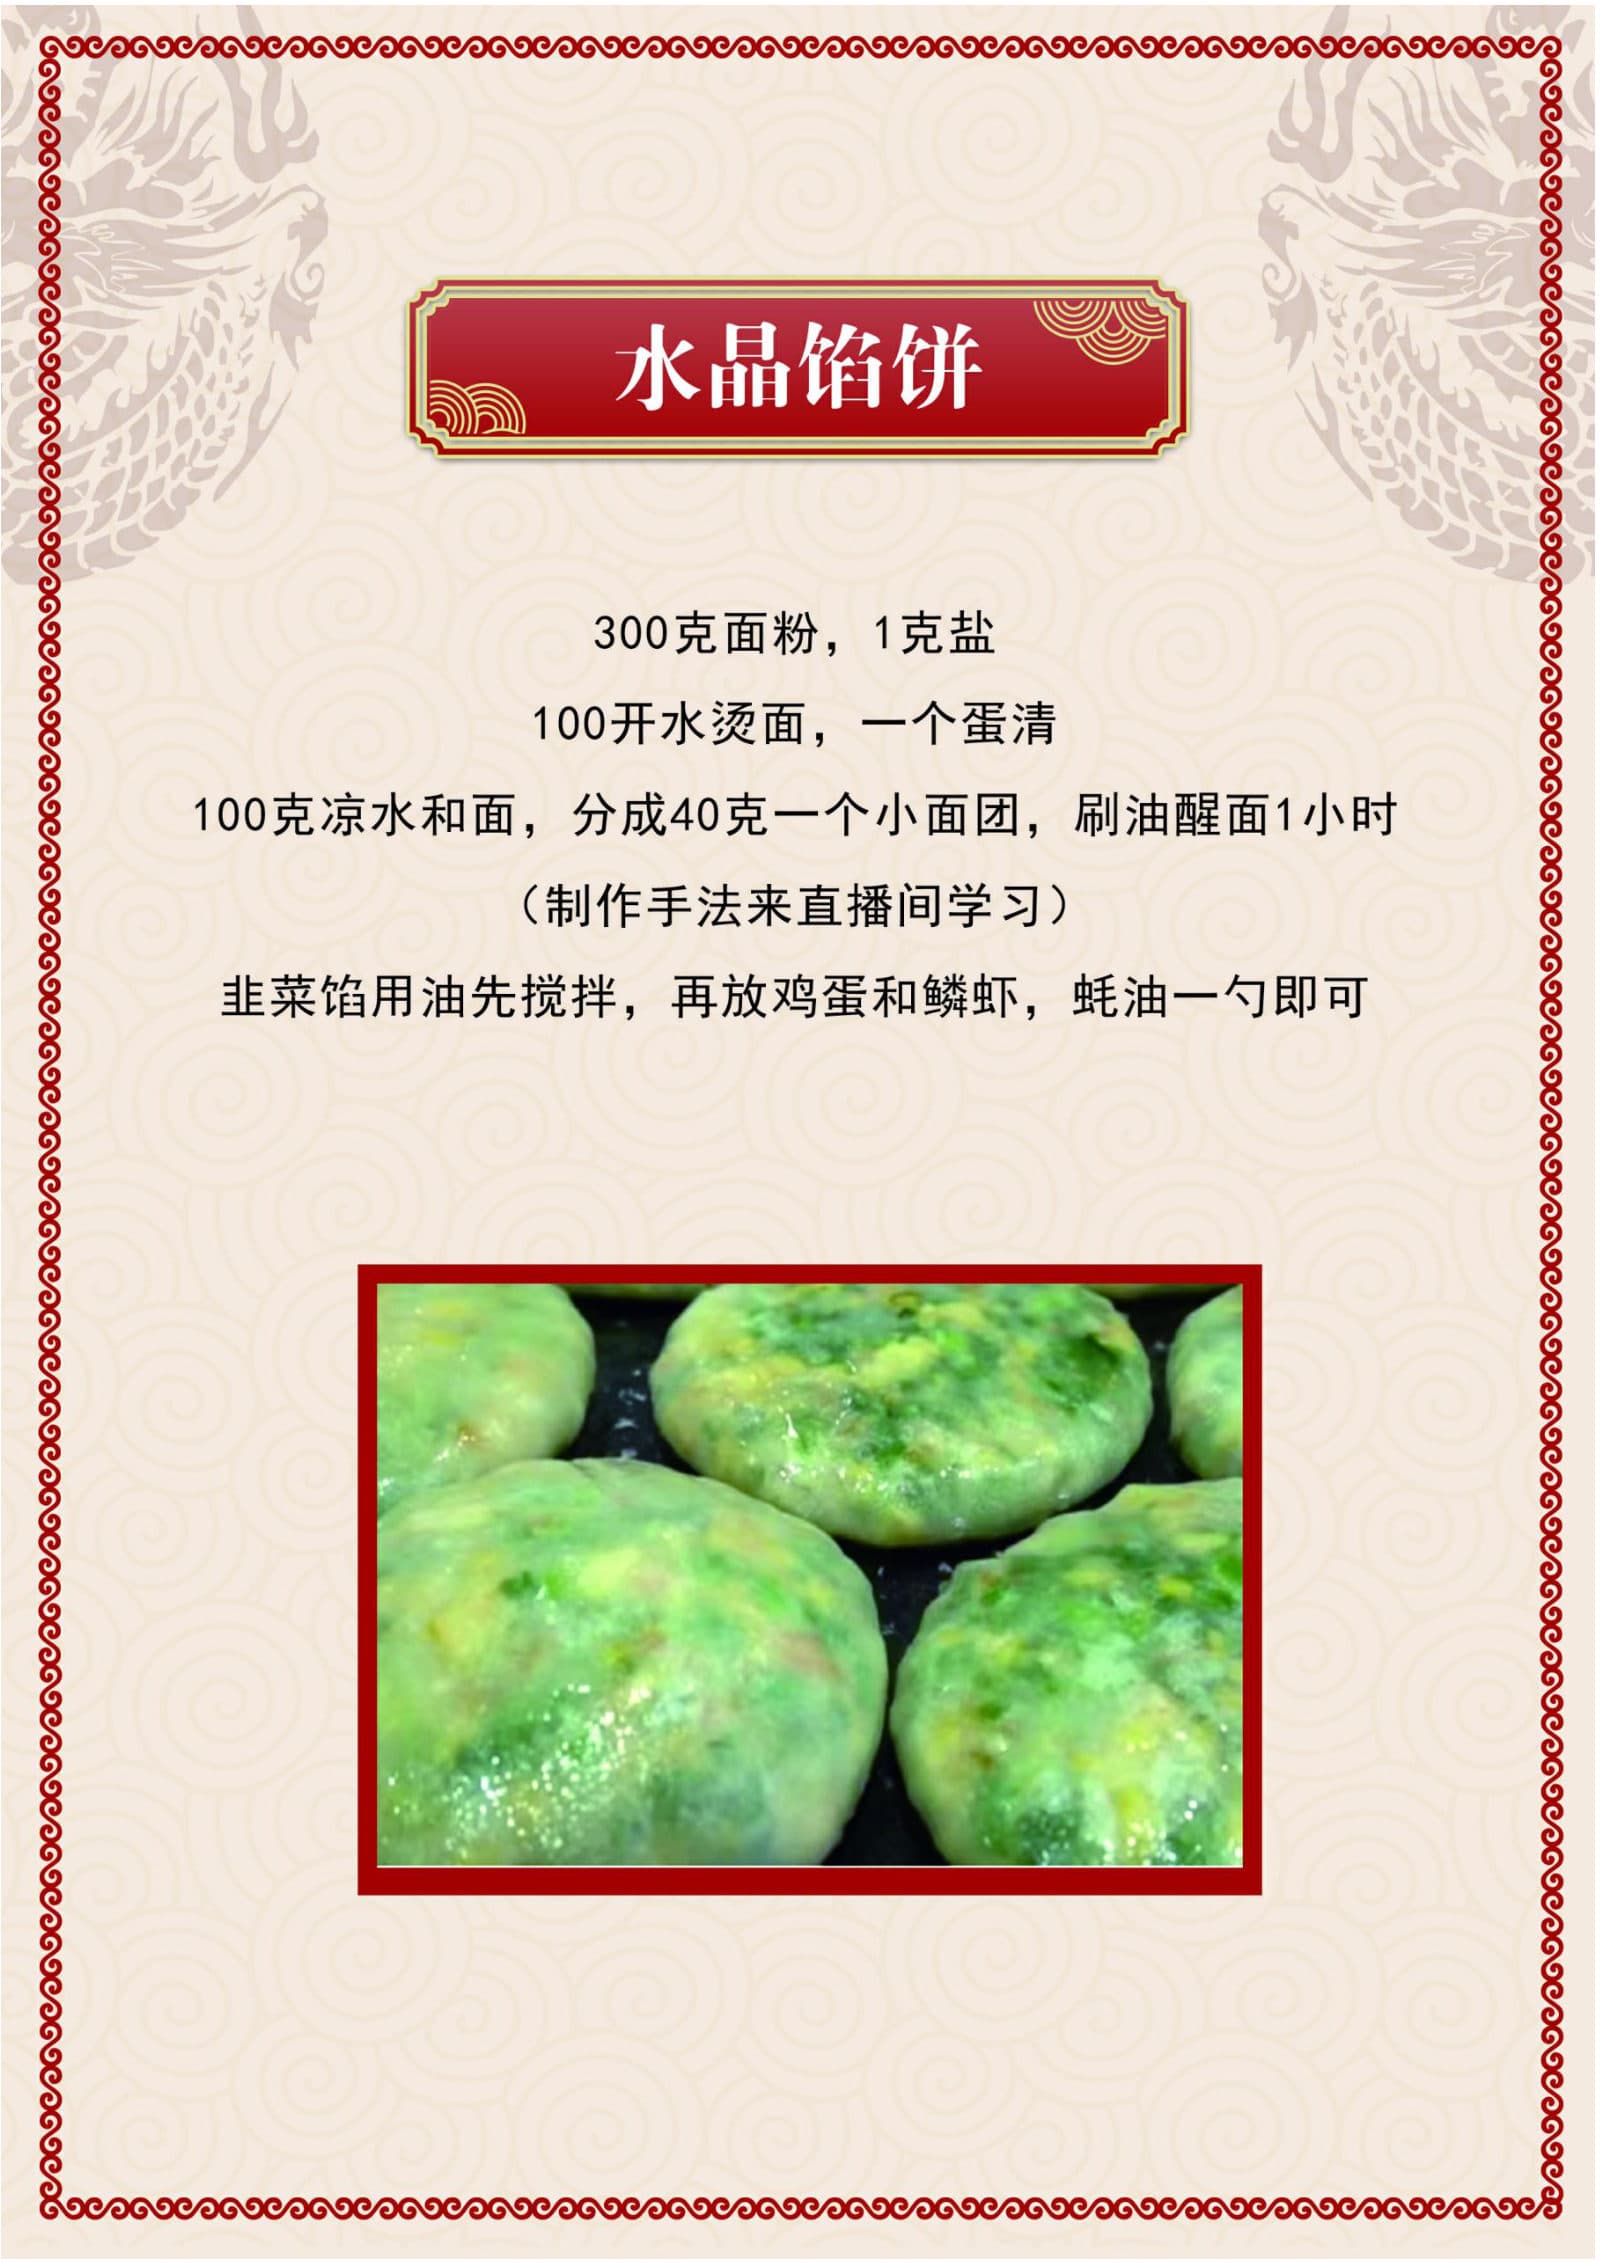 水晶馅饼
300克面粉，1克盐
100开水烫面，一个蛋清
100克凉水和面，分成40克一个小面团，刷油醒面1小时
（制作手法来直播间学习）
韭菜馅用油先搅拌，再放鸡蛋和鳞虾，蚝油一勺即可